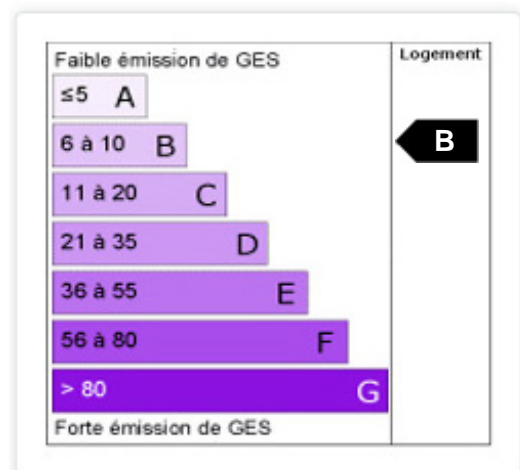 Faible émission de GES
Logement
≤5 A
6 à 10 B
B
11 à 20 C
21 à 35 D
36 à 55 E
56 à 80 F
> 80 G
Forte émission de GES